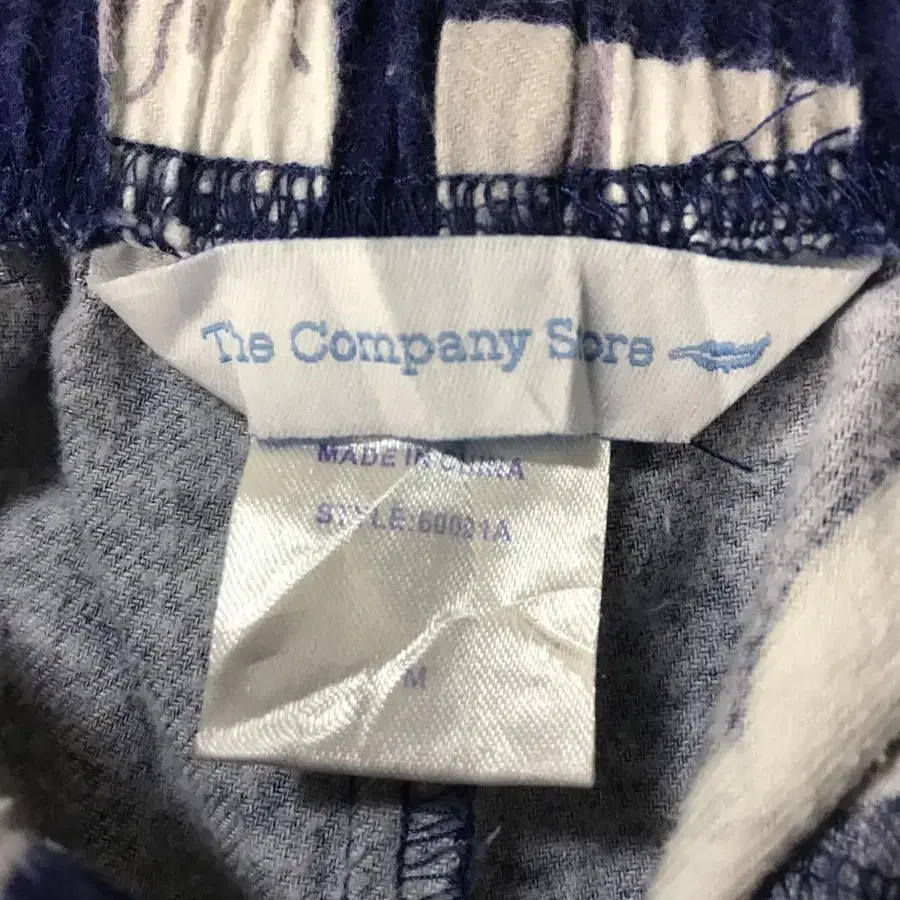 The Company Store
MADE IN CHINA
STYLE:60021A
M